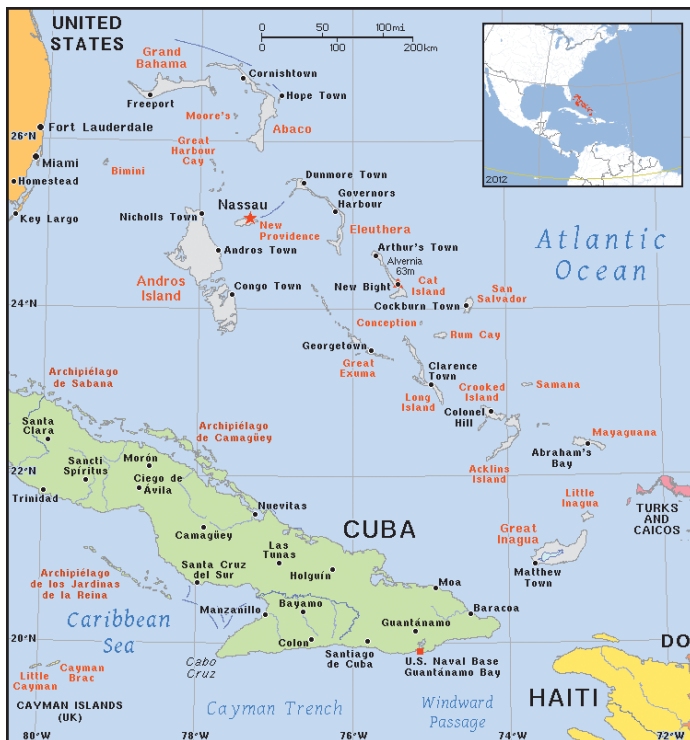 UNITED
STATES
0 50 100mi
0 100 200km
Grand
Bahama
Cornishtown
Freeport
Hope Town
Moore's
Abaco
Fort Lauderdale
26°N
Great
Harbour
Cay
Miami
Bimini
Homestead
Dunmore Town
Key Largo
Nicholls Town
Nassau
Governors
Harbour
New
Providence
Eleuthera
Andros Town
Arthur's Town
Alvernia
63m
Atlantic
Ocean
Andros
Island
Congo Town
New Bight
Cat
Island
San
Salvador
24°N
Cockburn Town
Conception
Rum Cay
Georgetown
Great
Exuma
Clarence
Town
Long
Island
Crooked
Island
Samana
Colonel
Hill
Archipiélago
de Sabana
Archipiélago
de Camagüey
Mayaguana
Abraham's
Bay
Acklins
Island
Santa
Clara
Sancti
Spíritus
Morón
Ciego de
Ávila
22°N
Trinidad
Nuevitas
Little
Inagua
TURKS
AND
CAICOS
Camagüey
CUBA
Great
Inagua
Matthew
Town
Las
Tunas
Holguín
Santa Cruz
del Sur
Archipiélago
de los Jardinas
de la Reina
Moa
Baracoa
Manzanillo
Bayamo
Guantánamo
Caribbean
Sea
20°N
Colon
Santiago
de Cuba
U.S. Naval Base
Guantánamo Bay
Cabo
Cruz
Little
Cayman
Cayman
Brac
CAYMAN ISLANDS
(UK)
Cayman Trench
Windward
Passage
HAITI
DO
80°W 78°W 76°W 74°W 72°W
2012